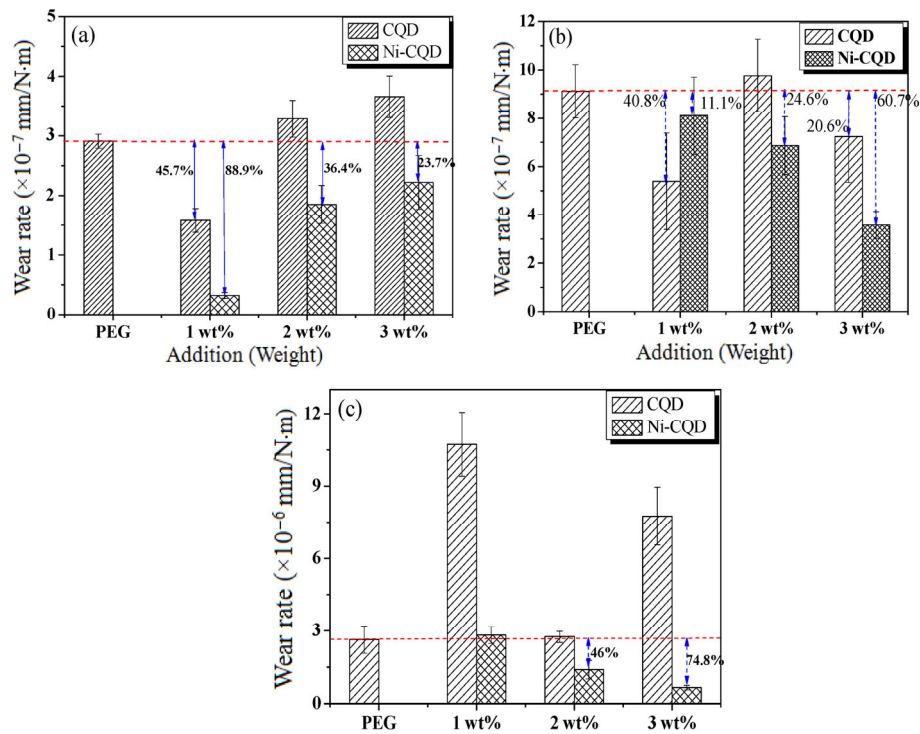 (a)
CQD
Ni-CQD
Wear rate (×10⁻⁷ mm/N·m)
5
4
3
2
1
0
45.7%
88.9%
36.4%
23.7%
PEG 1 wt% 2 wt% 3 wt%
Addition (Weight)
(b)
CQD
Ni-CQD
Wear rate (×10⁻⁷ mm/N·m)
12
10
8
6
4
2
0
40.8%
11.1%
24.6%
20.6%
60.7%
PEG 1 wt% 2 wt% 3 wt%
Addition (Weight)
(c)
CQD
Ni-CQD
Wear rate (×10⁻⁶ mm/N·m)
12
9
6
3
0
46%
74.8%
PEG 1 wt% 2 wt% 3 wt%